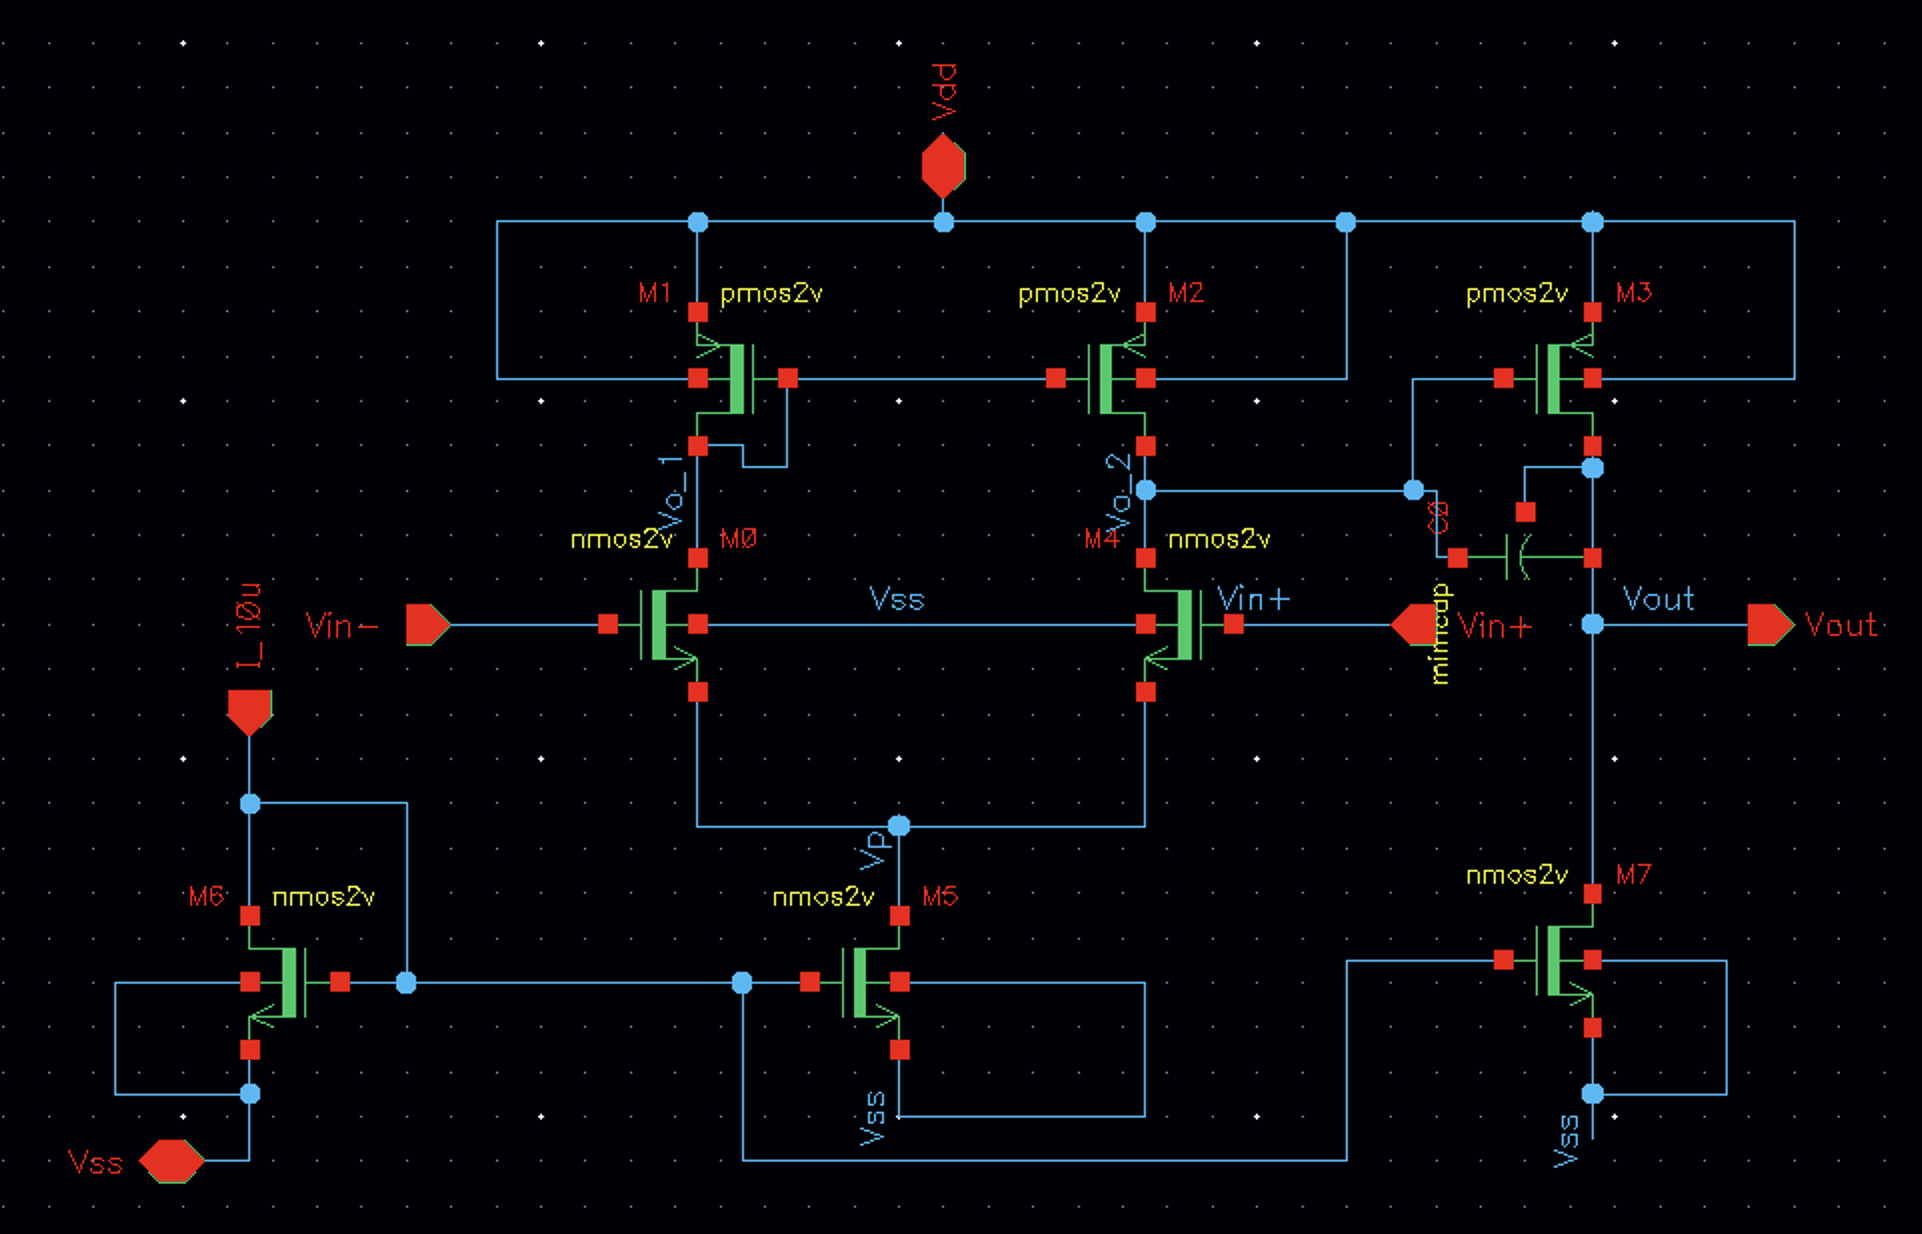 Vdd
M1
pmos2v
pmos2v
M2
pmos2v
M3
Vo_1
Vo_2
nmos2v
M0
M4
nmos2v
C0
I_10u
Vin-
Vss
Vin+
mimcap
Vin+
Vout
Vout
Vp
M6
nmos2v
nmos2v
M5
nmos2v
M7
Vss
Vss
Vss